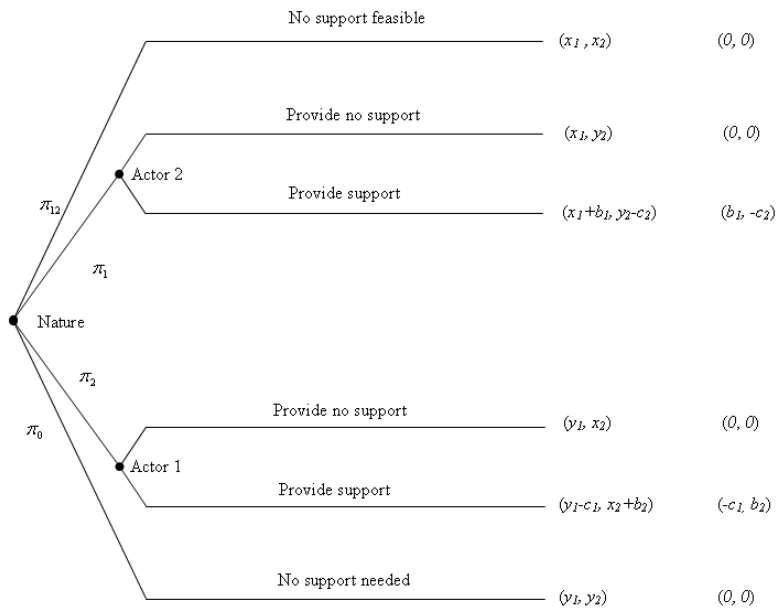 No support feasible
(x₁ , x₂) (0, 0)
Provide no support
(x₁, y₂) (0, 0)
Actor 2
Provide support
π₁₂
(x₁+b₁, y₂-c₂) (b₁, -c₂)
π₁
Nature
π₂
Provide no support
(y₁, x₂) (0, 0)
π₀
Actor 1
Provide support
(y₁-c₁, x₂+b₂) (-c₁, b₂)
No support needed
(y₁, y₂) (0, 0)